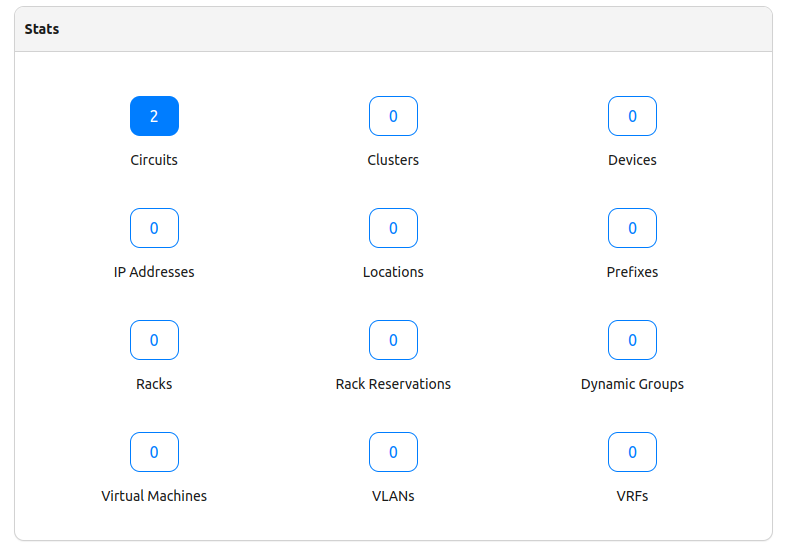 Stats
2 0 0
Circuits Clusters Devices
0 0 0
IP Addresses Locations Prefixes
0 0 0
Racks Rack Reservations Dynamic Groups
0 0 0
Virtual Machines VLANs VRFs